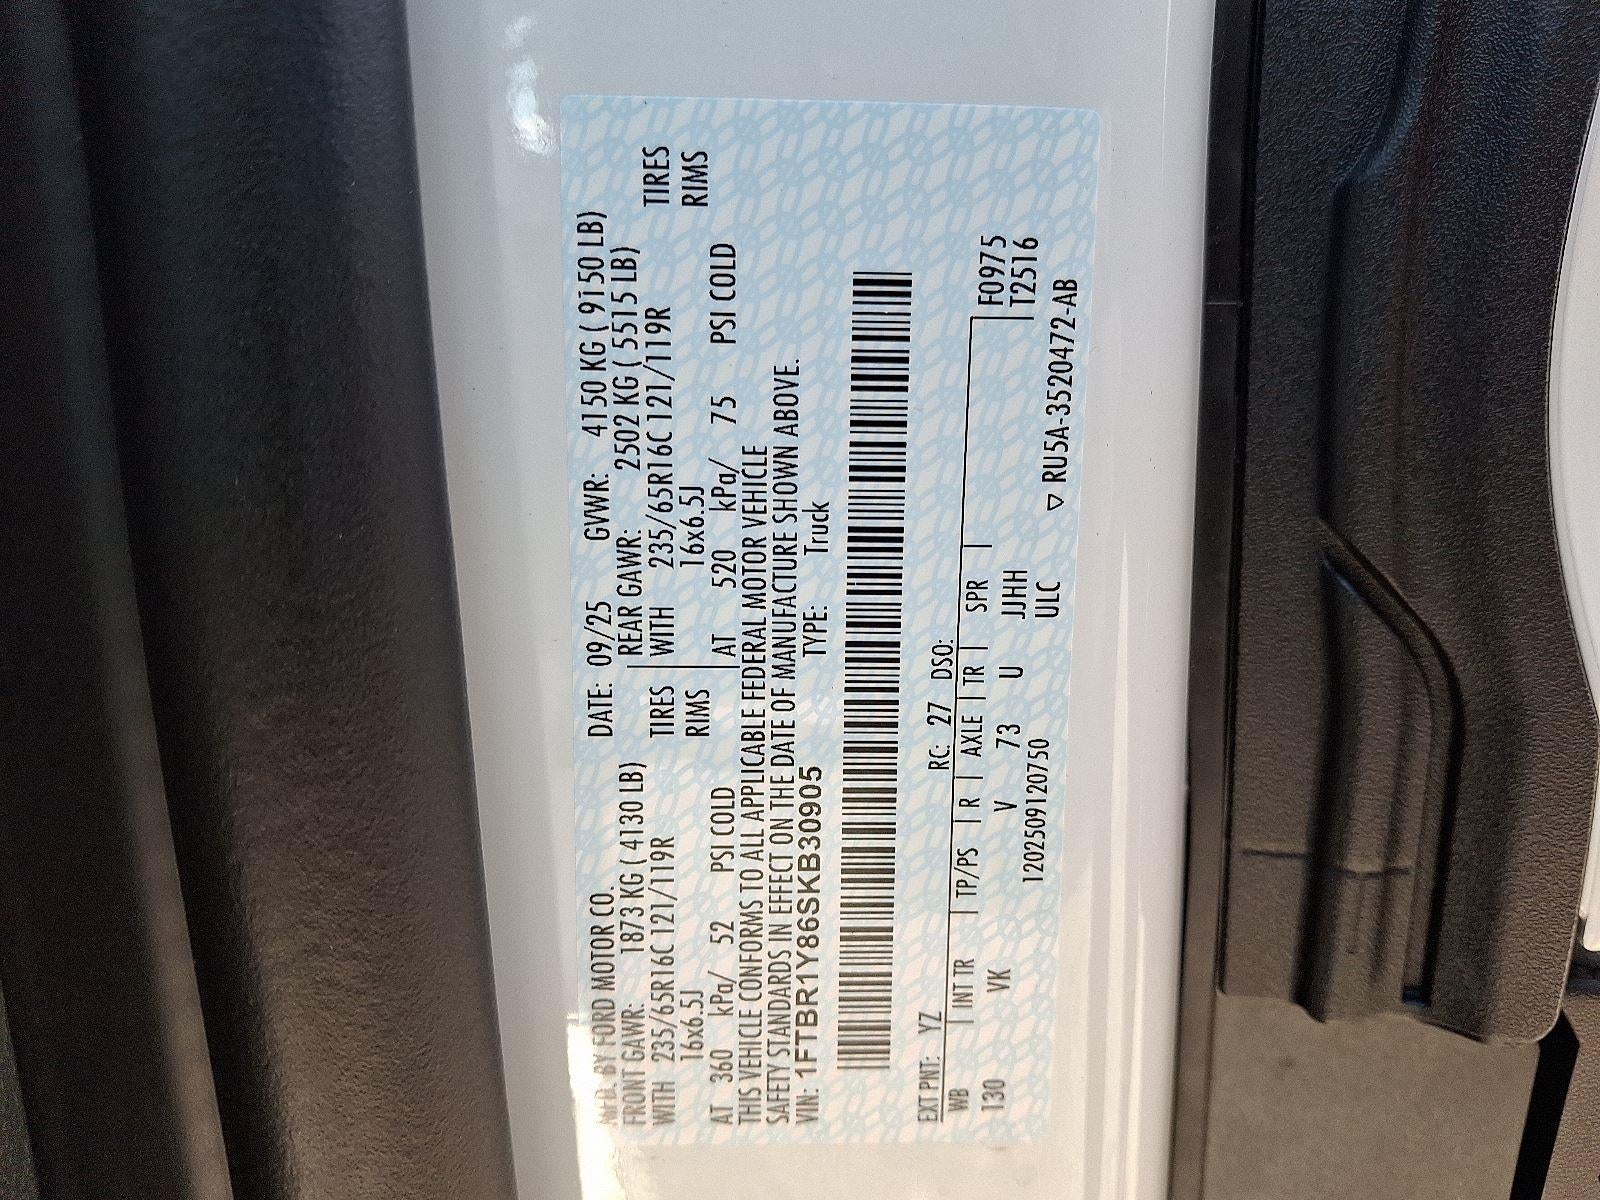 MFD. BY FORD MOTOR CO. DATE: 09/25 GVWR: 4150 KG ( 9150 LB)
FRONT GAWR: 1873 KG ( 4130 LB) REAR GAWR: 2502 KG ( 5515 LB)
WITH 235/65R16C 121/119R TIRES WITH 235/65R16C 121/119R TIRES
16x6.5J RIMS 16x6.5J RIMS
AT 360 kPa/ 52 PSI COLD AT 520 kPa/ 75 PSI COLD
THIS VEHICLE CONFORMS TO ALL APPLICABLE FEDERAL MOTOR VEHICLE
SAFETY STANDARDS IN EFFECT ON THE DATE OF MANUFACTURE SHOWN ABOVE.
VIN: 1FTBR1Y86SKB30905 TYPE: Truck
EXT PNT: YZ RC: 27 DSO:
WB | INT TR | TP/PS | R | AXLE | TR | SPR | F0975
130 VK V 73 U JJHH T2516
120250912​0750 ULC ▽ RU5A-3520472-AB